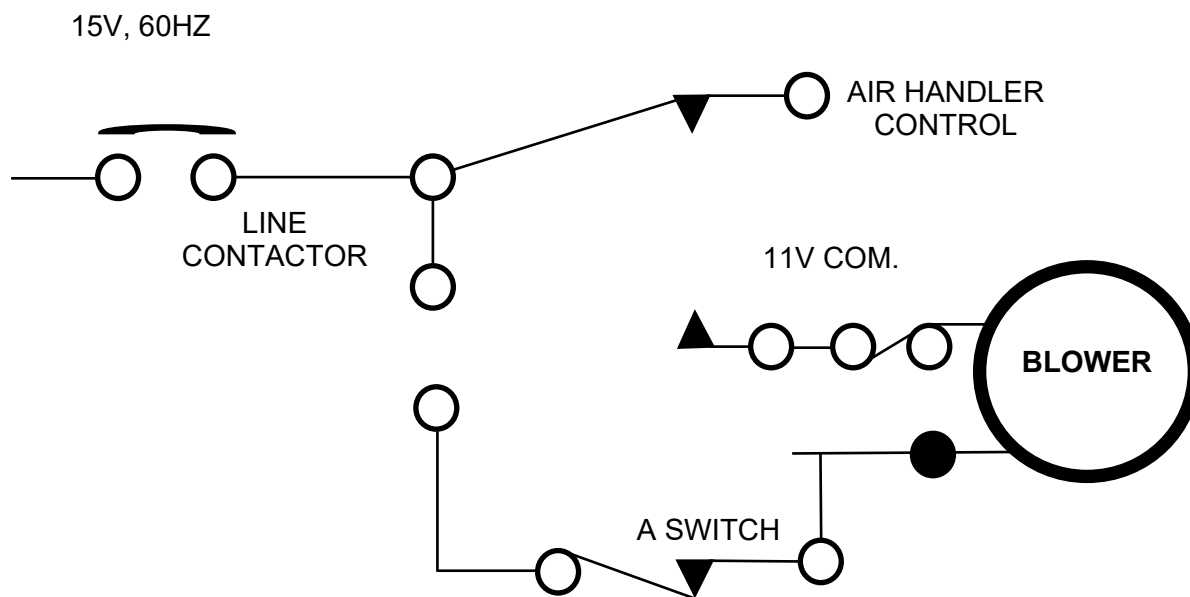 15V, 60HZ
AIR HANDLER
CONTROL
LINE
CONTACTOR
11V COM.
BLOWER
A SWITCH